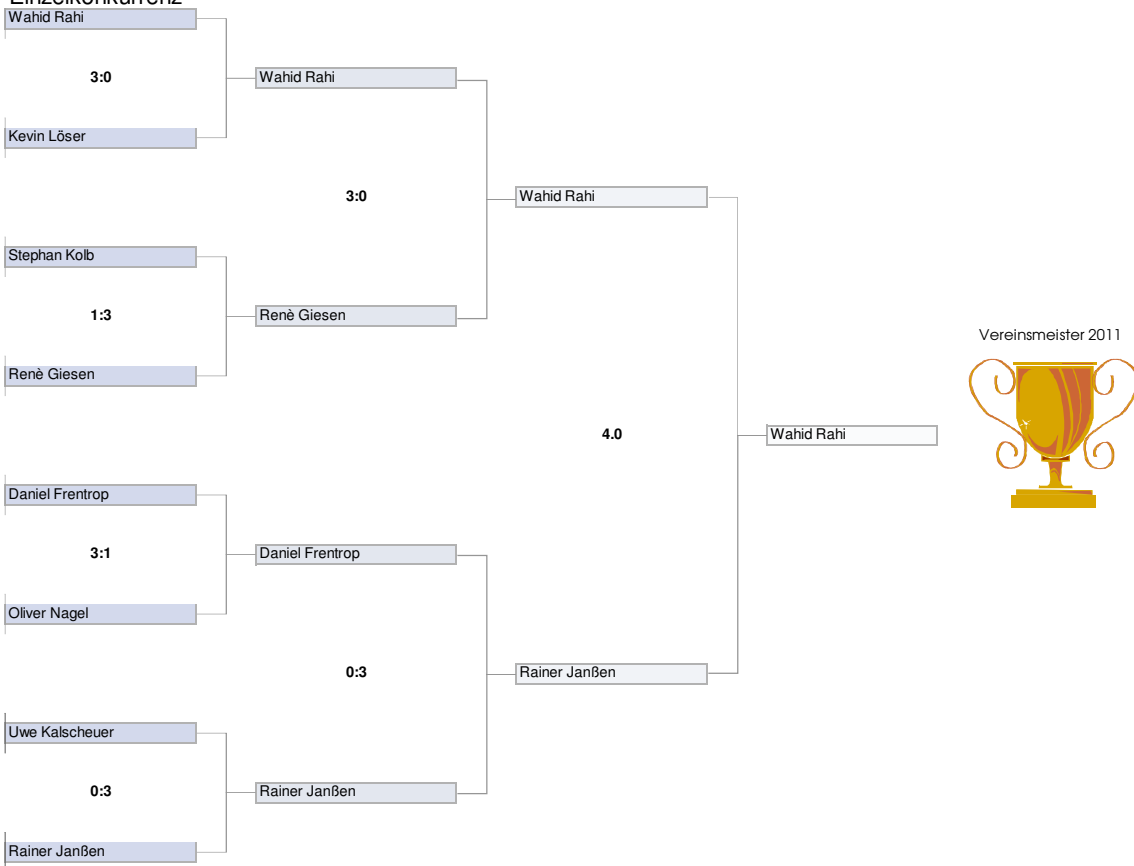 Einzelkonkurrenz
Wahid Rahi
3:0
Wahid Rahi
Kevin Löser
3:0
Wahid Rahi
Stephan Kolb
1:3
Renè Giesen
Vereinsmeister 2011
Renè Giesen
4.0
Wahid Rahi
Daniel Frentrop
3:1
Daniel Frentrop
Oliver Nagel
0:3
Rainer Janßen
Uwe Kalscheuer
0:3
Rainer Janßen
Rainer Janßen